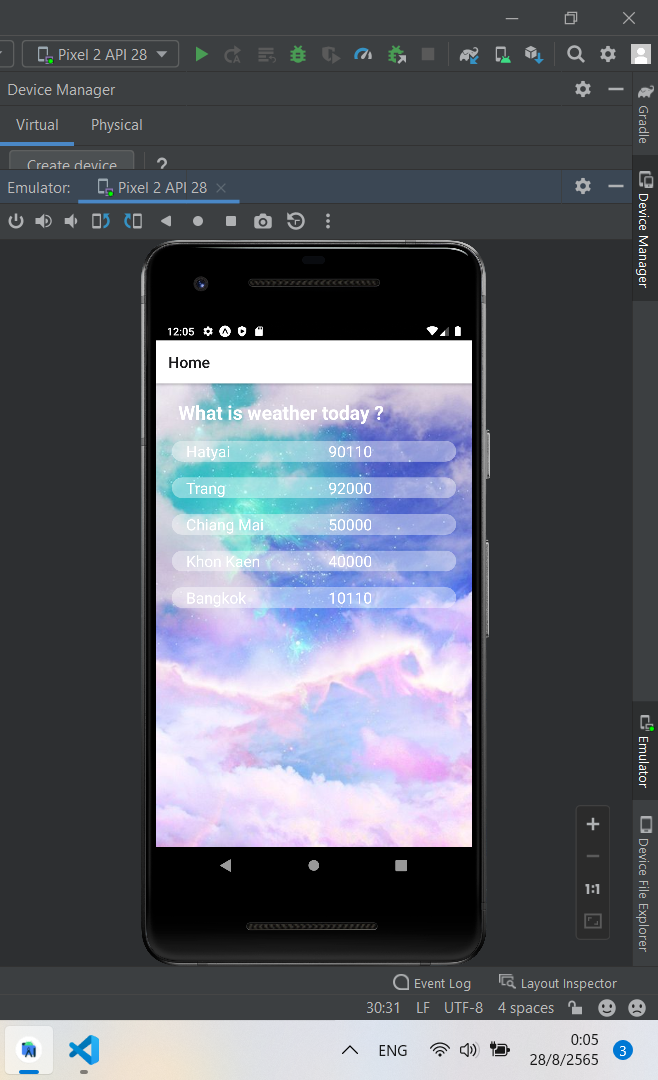 Pixel 2 API 28
Device Manager
Virtual Physical
Create device ?
Emulator: Pixel 2 API 28
12:05
Home
What is weather today ?
Hatyai 90110
Trang 92000
Chiang Mai 50000
Khon Kaen 40000
Bangkok 10110
1:1
Gradle
Device Manager
Emulator
Device File Explorer
Event Log Layout Inspector
30:31 LF UTF-8 4 spaces
ENG 0:05
28/8/2565 3